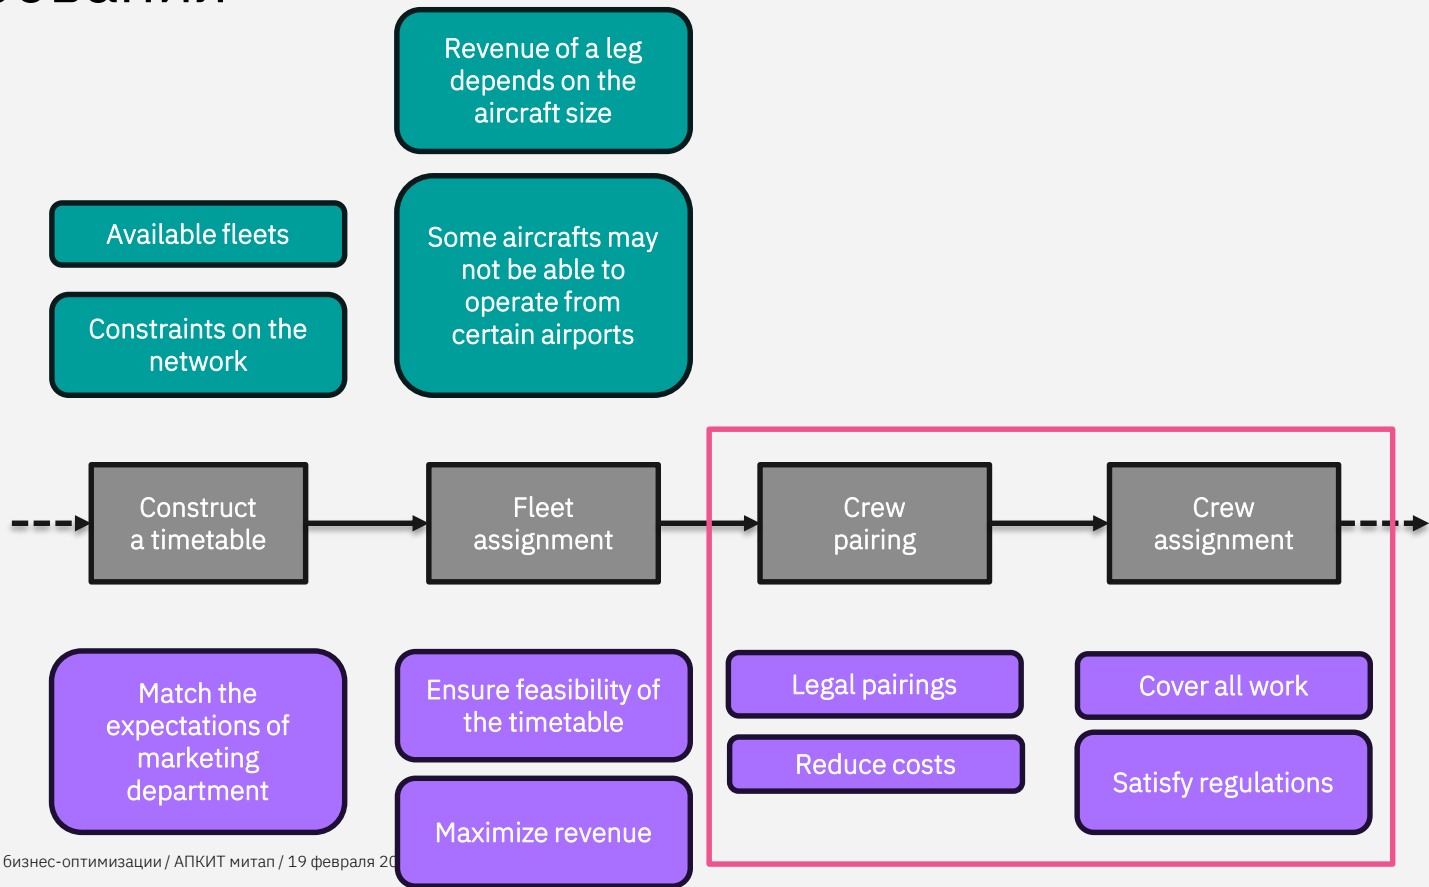 Revenue of a leg
depends on the
aircraft size
Available fleets
Some aircrafts may
not be able to
operate from
certain airports
Constraints on the
network
Construct
a timetable
Fleet
assignment
Crew
pairing
Crew
assignment
Match the
expectations of
marketing
department
Ensure feasibility of
the timetable
Maximize revenue
Legal pairings
Reduce costs
Cover all work
Satisfy regulations
бизнес-оптимизации / АПКИТ митап / 19 февраля 20